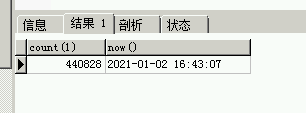 信息 结果 1 剖析 状态
count(1) now()
440828 2021-01-02 16:43:07